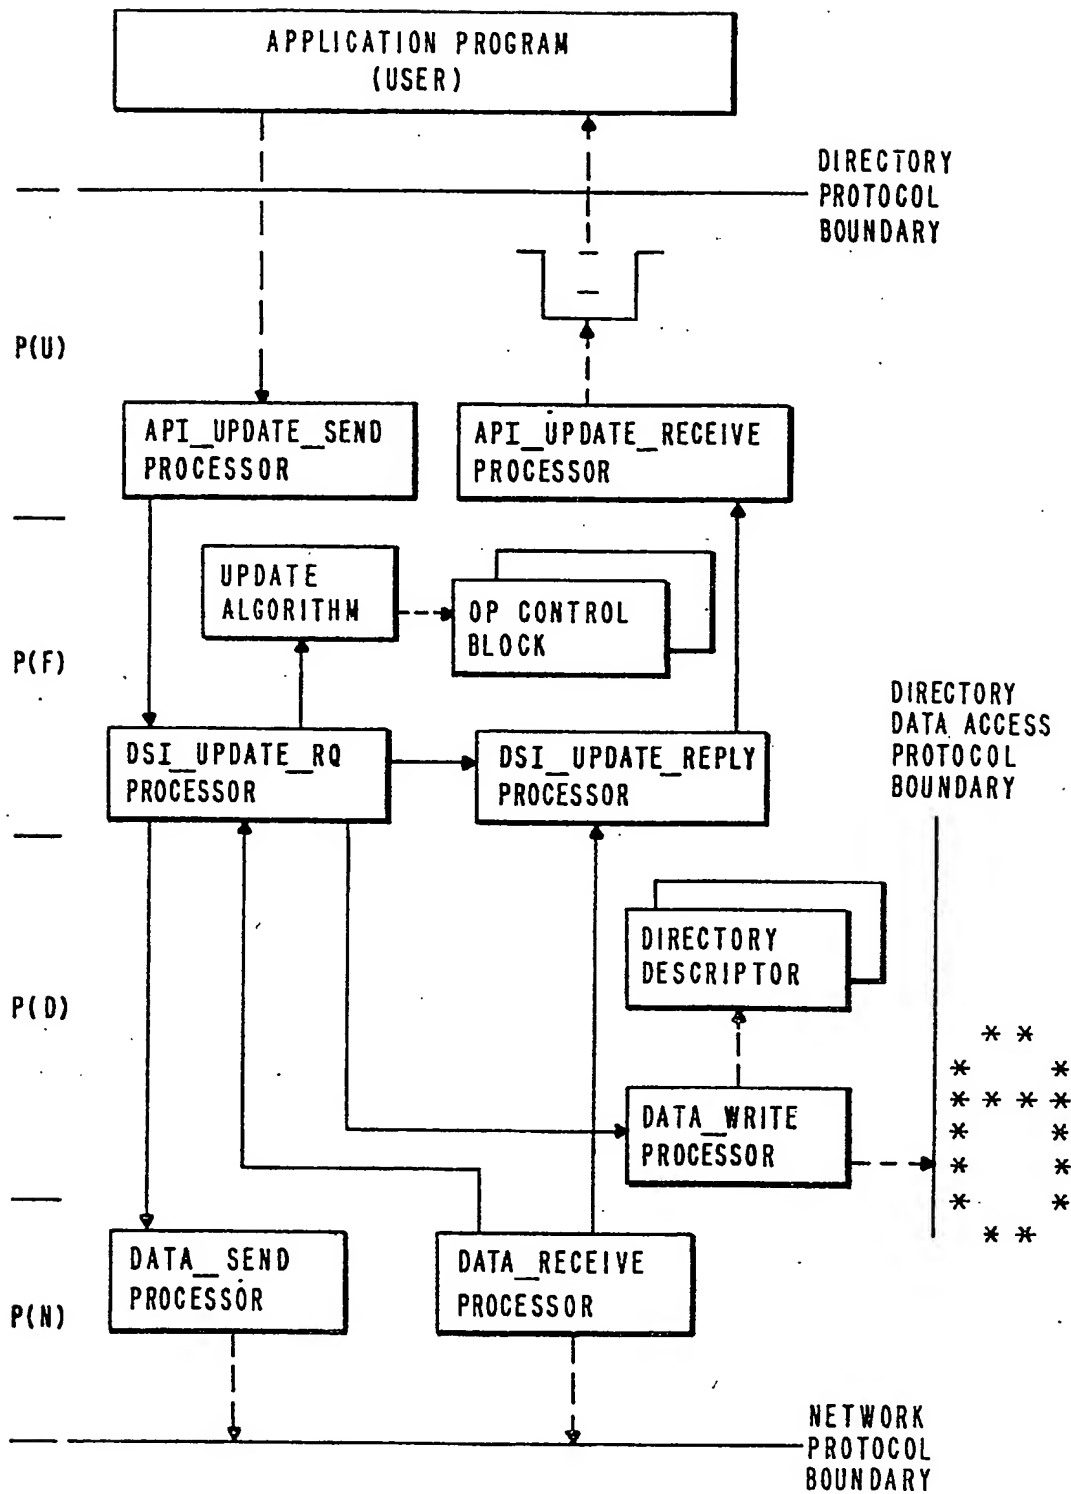 APPLICATION PROGRAM
(USER)
DIRECTORY
PROTOCOL
BOUNDARY
P(U)
API_UPDATE_SEND
PROCESSOR
API_UPDATE_RECEIVE
PROCESSOR
UPDATE
ALGORITHM
OP CONTROL
BLOCK
P(F)
DIRECTORY
DATA ACCESS
PROTOCOL
BOUNDARY
DSI_UPDATE_RQ
PROCESSOR
DSI_UPDATE_REPLY
PROCESSOR
DIRECTORY
DESCRIPTOR
P(D)
* *
* *
* * * *
DATA_WRITE
PROCESSOR
* *
* *
* *
* *
DATA_SEND
PROCESSOR
DATA_RECEIVE
PROCESSOR
P(N)
NETWORK
PROTOCOL
BOUNDARY